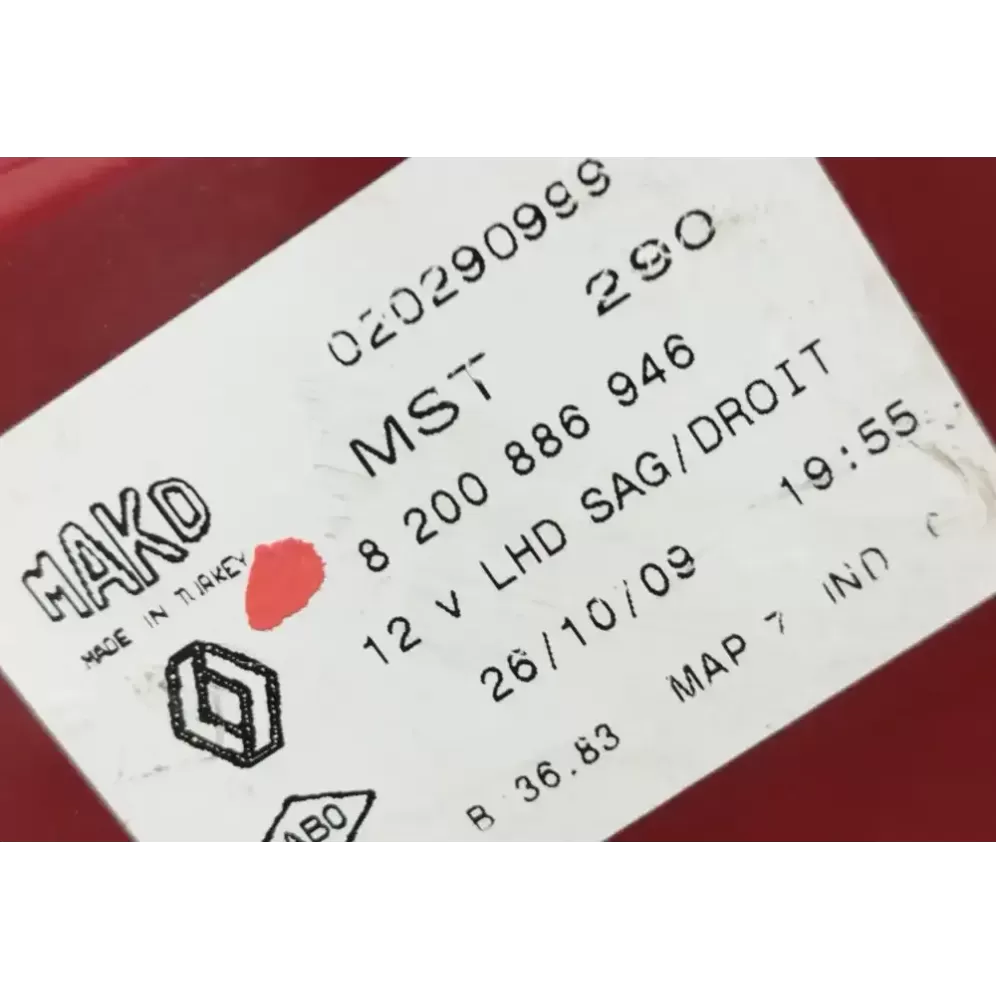 020290999
MST 290
8 200 886 946
12 v LHD SAG/DROIT
26/10/09 19:55
B 36.83 MAP 7 IND
MAKO
MADE IN TURKEY
ABO